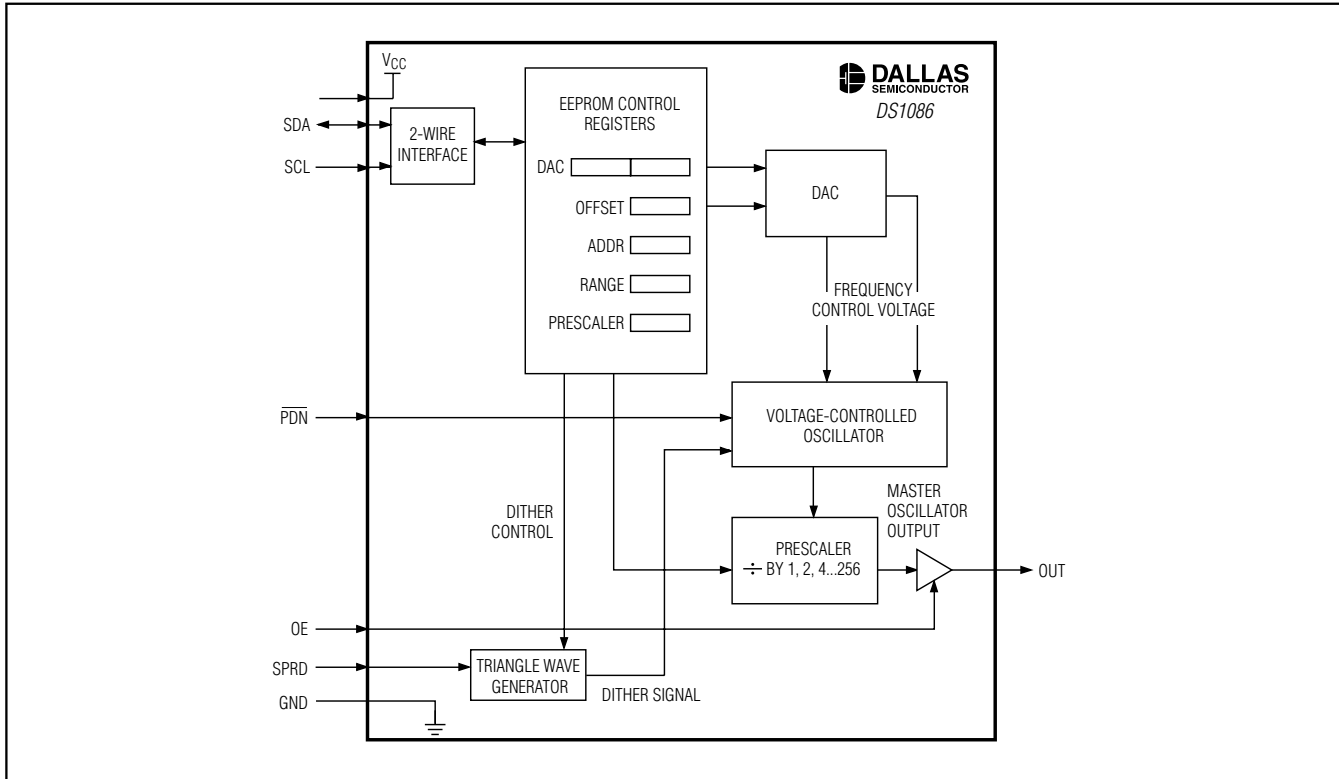 VCC
SDA
SCL
2-WIRE
INTERFACE
EEPROM CONTROL
REGISTERS
DAC
OFFSET
ADDR
RANGE
PRESCALER
DALLAS
SEMICONDUCTOR
DS1086
DAC
FREQUENCY
CONTROL VOLTAGE
PDN
VOLTAGE-CONTROLLED
OSCILLATOR
DITHER
CONTROL
MASTER
OSCILLATOR
OUTPUT
PRESCALER
÷ BY 1, 2, 4...256
OUT
OE
SPRD
GND
TRIANGLE WAVE
GENERATOR
DITHER SIGNAL